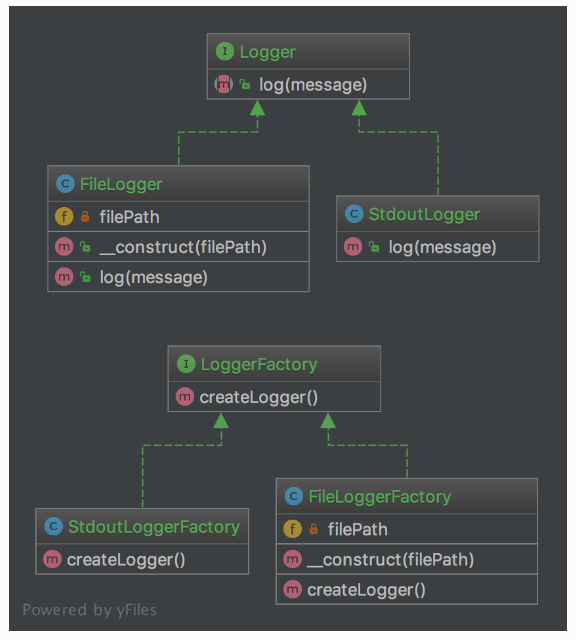 I Logger
m log(message)
C FileLogger
f filePath
m __construct(filePath)
m log(message)
C StdoutLogger
m log(message)
I LoggerFactory
m createLogger()
C StdoutLoggerFactory
m createLogger()
C FileLoggerFactory
f filePath
m __construct(filePath)
m createLogger()
Powered by yFiles